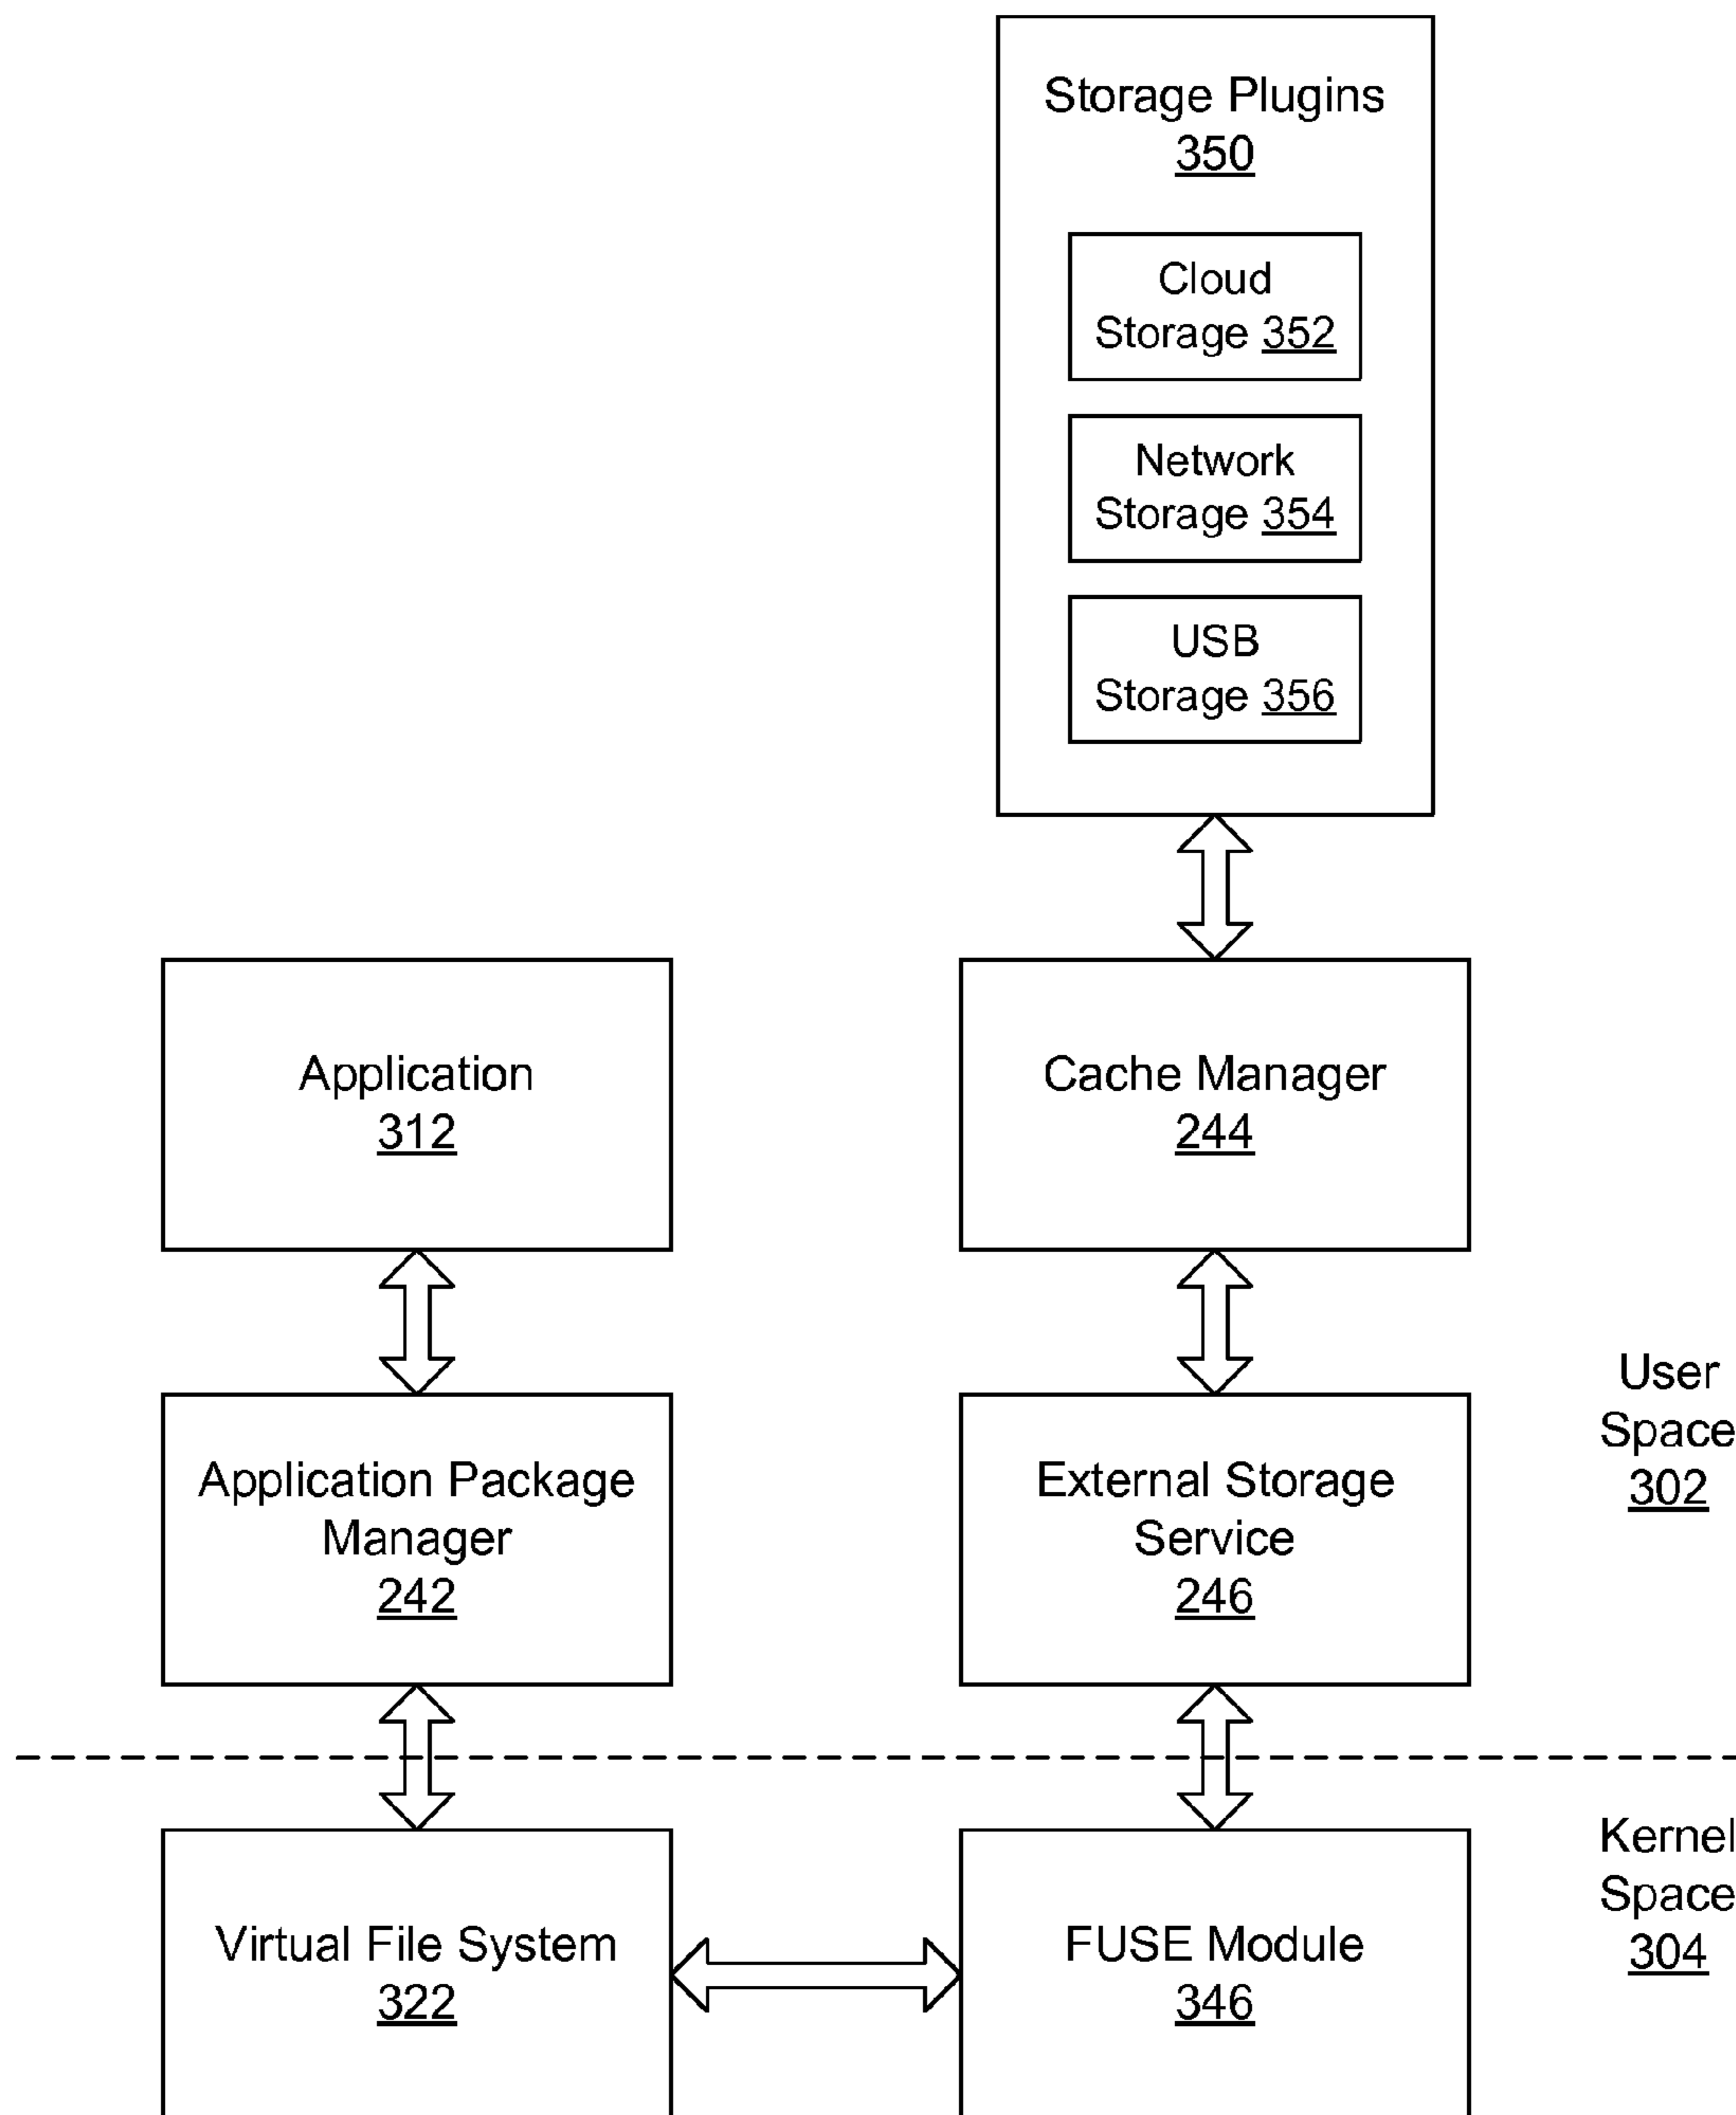 Storage Plugins
350
Cloud
Storage 352
Network
Storage 354
USB
Storage 356
Application
312
Cache Manager
244
Application Package
Manager
242
External Storage
Service
246
User
Space
302
Virtual File System
322
FUSE Module
346
Kernel
Space
304